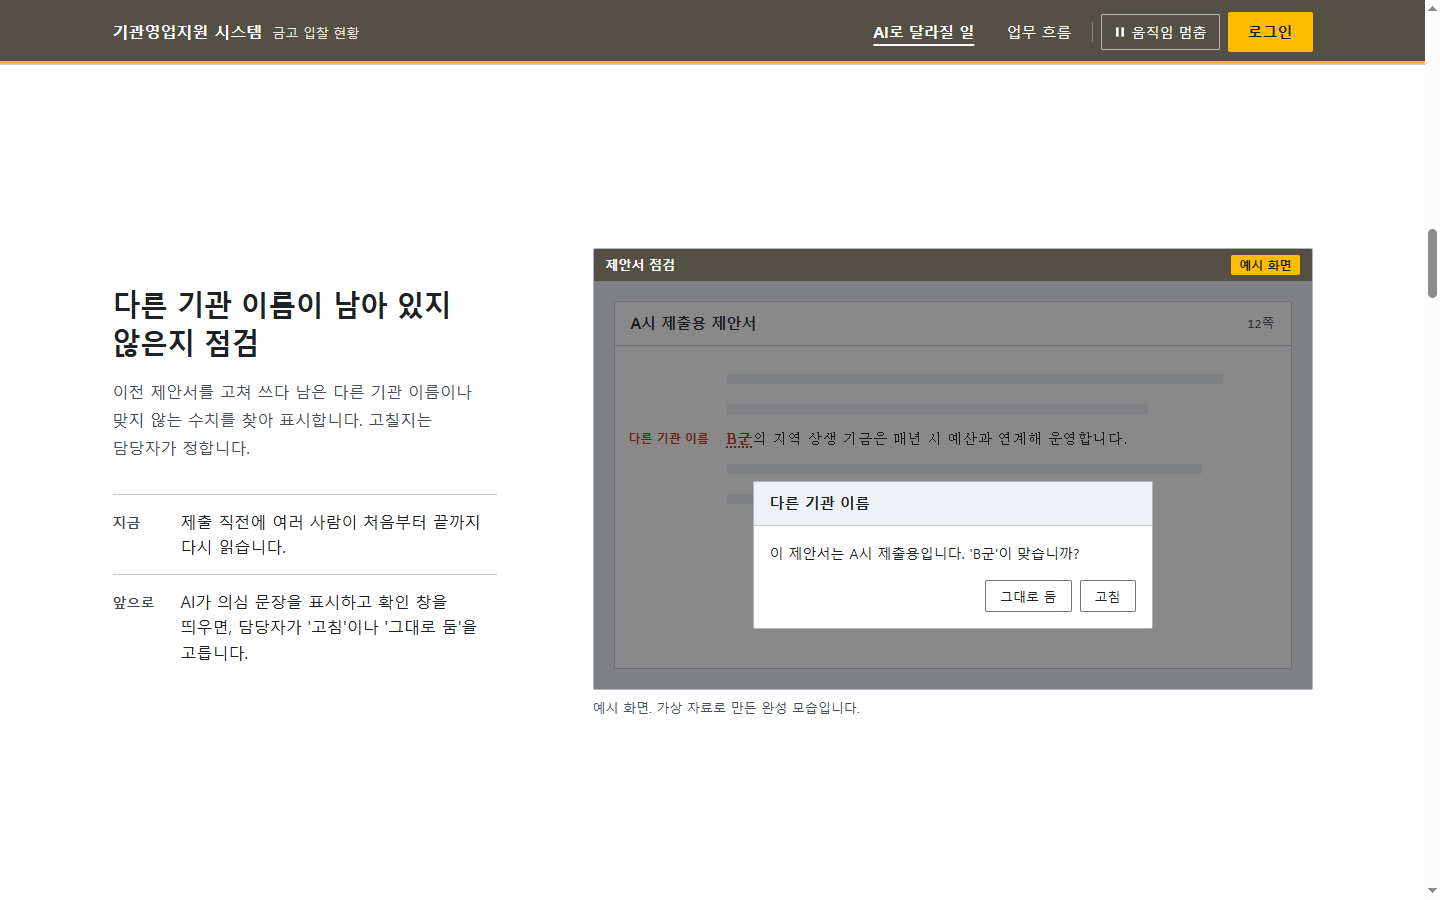 기관영업지원 시스템 금고 입찰 현황
AI로 달라질 일
업무 흐름
움직임 멈춤
로그인
다른 기관 이름이 남아 있지
않은지 점검
이전 제안서를 고쳐 쓰다 남은 다른 기관 이름이나
맞지 않는 수치를 찾아 표시합니다. 고칠지는
담당자가 정합니다.
지금
제출 직전에 여러 사람이 처음부터 끝까지
다시 읽습니다.
앞으로
AI가 의심 문장을 표시하고 확인 창을
띄우면, 담당자가 '고침'이나 '그대로 둠'을
고릅니다.
제안서 점검
예시 화면
A시 제출용 제안서
12쪽
다른 기관 이름
B군의 지역 상생 기금은 매년 시 예산과 연계해 운영합니다.
다른 기관 이름
이 제안서는 A시 제출용입니다. 'B군'이 맞습니까?
그대로 둠
고침
예시 화면. 가상 자료로 만든 완성 모습입니다.